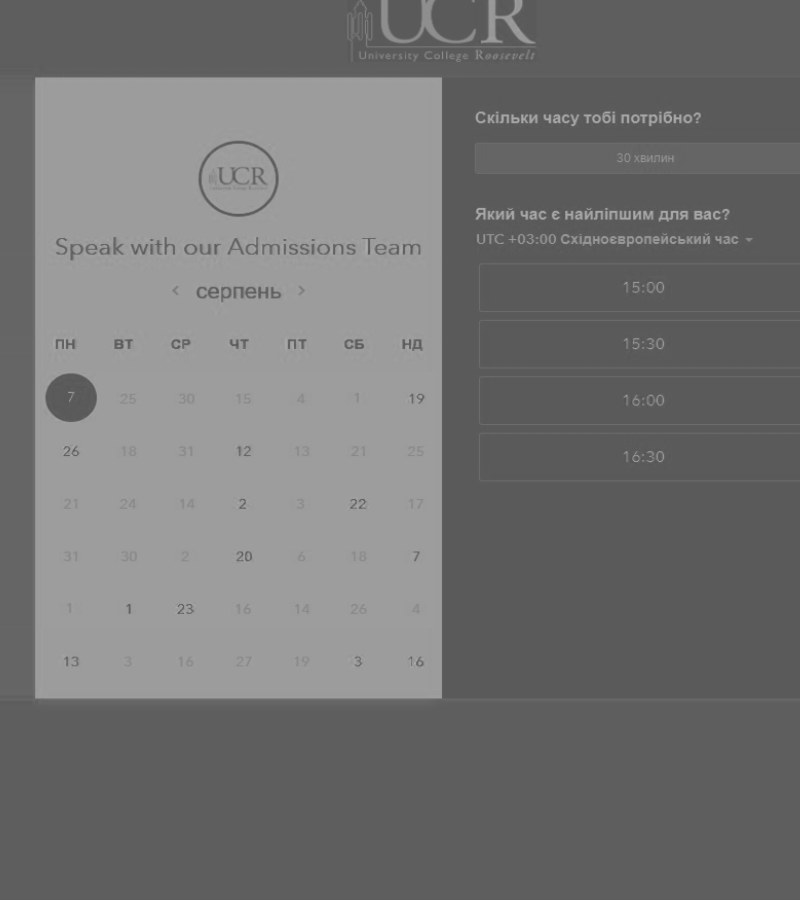 UCR
University College Roosevelt
UCR
Speak with our Admissions Team
серпень
ПН ВТ СР ЧТ ПТ СБ НД
7 25 30 15 4 1 19
26 18 31 12 13 21 25
21 24 14 2 3 22 17
31 30 2 20 6 18 7
1 1 23 16 14 26 4
13 3 16 27 19 3 16
Скільки часу тобі потрібно?
30 хвилин
Який час є найліпшим для вас?
UTC +03:00 Східноєвропейський час
15:00
15:30
16:00
16:30